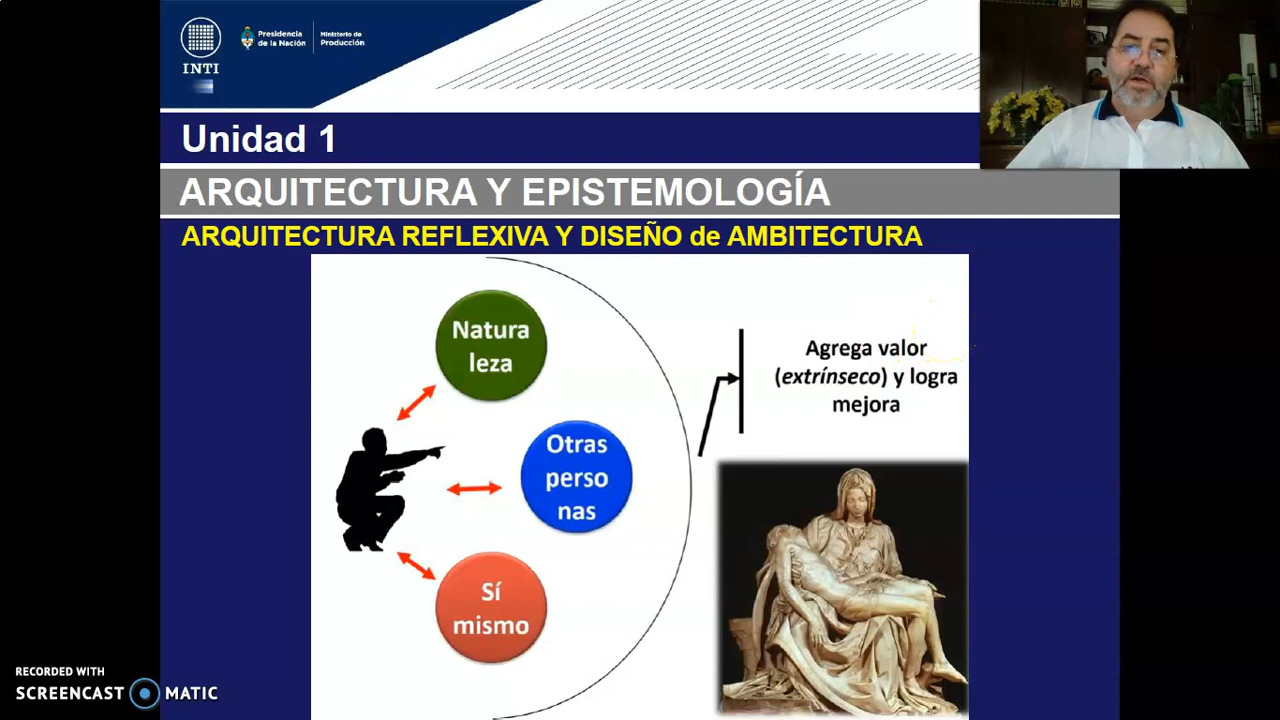 INTI
Presidencia
de la Nación
Ministerio de
Producción
Unidad 1
ARQUITECTURA Y EPISTEMOLOGÍA
ARQUITECTURA REFLEXIVA Y DISEÑO de AMBITECTURA
Natura
leza
Otras
perso
nas
Sí
mismo
Agrega valor
(extrínseco) y logra
mejora
RECORDED WITH
SCREENCAST MATIC